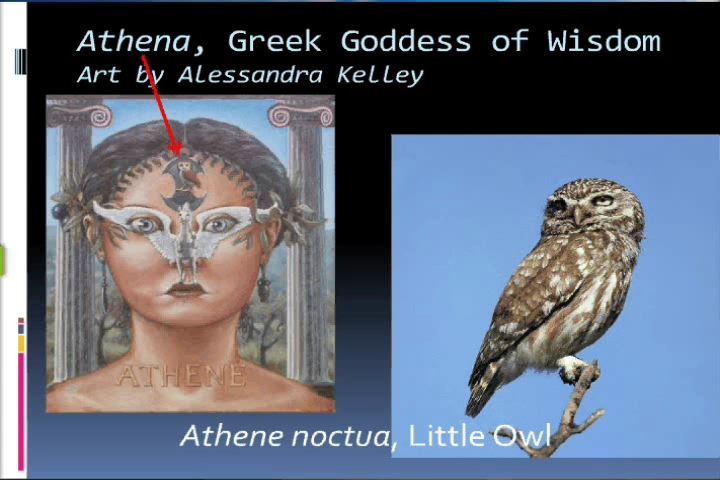 Athena, Greek Goddess of Wisdom
Art by Alessandra Kelley
ATHENE
Athene noctua, Little Owl